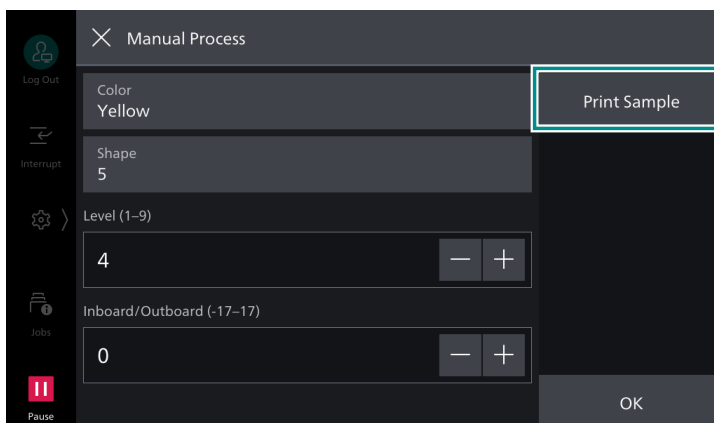 Manual Process
Log Out
Color
Yellow
Print Sample
Interrupt
Shape
5
Level (1–9)
4
Inboard/Outboard (-17–17)
Jobs
0
Pause
OK